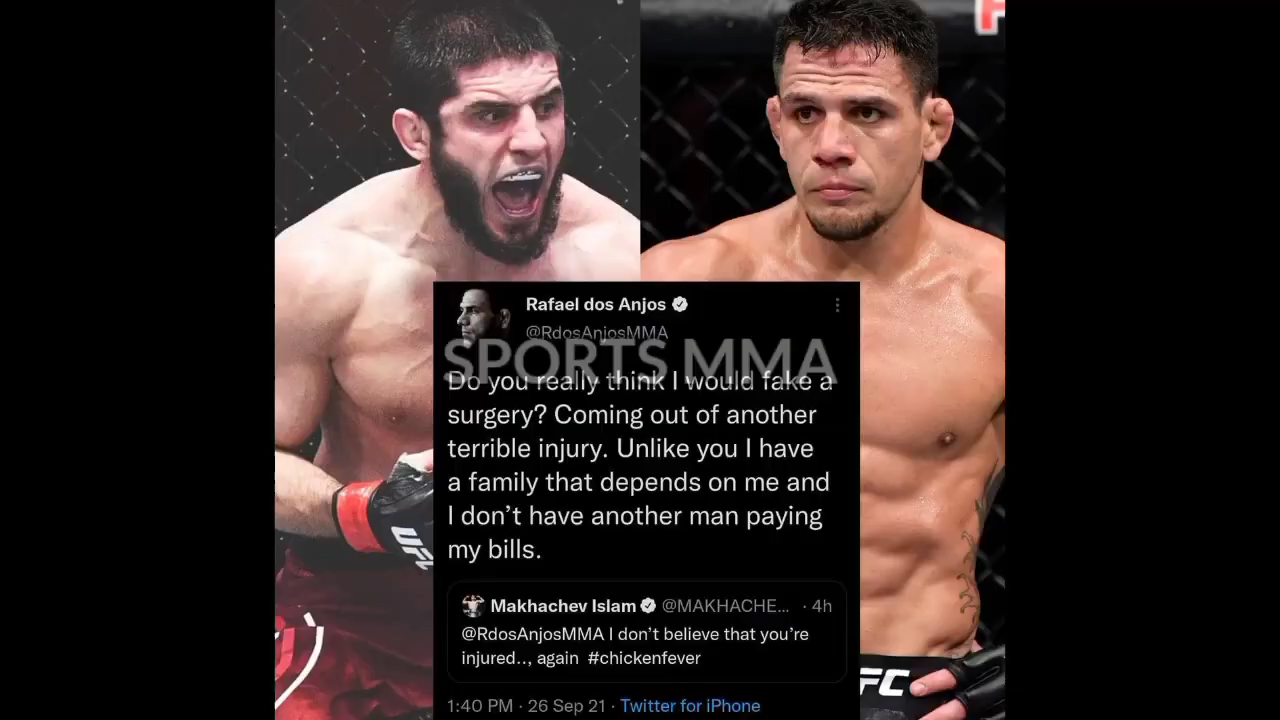 Rafael dos Anjos
@RdosAnjosMMA
SPORTS MMA
Do you really think I would fake a
surgery? Coming out of another
terrible injury. Unlike you I have
a family that depends on me and
I don't have another man paying
my bills.
Makhachev Islam @MAKHACHE... · 4h
@RdosAnjosMMA I don't believe that you're
injured.., again #chickenfever
1:40 PM · 26 Sep 21 · Twitter for iPhone
UFC
FC